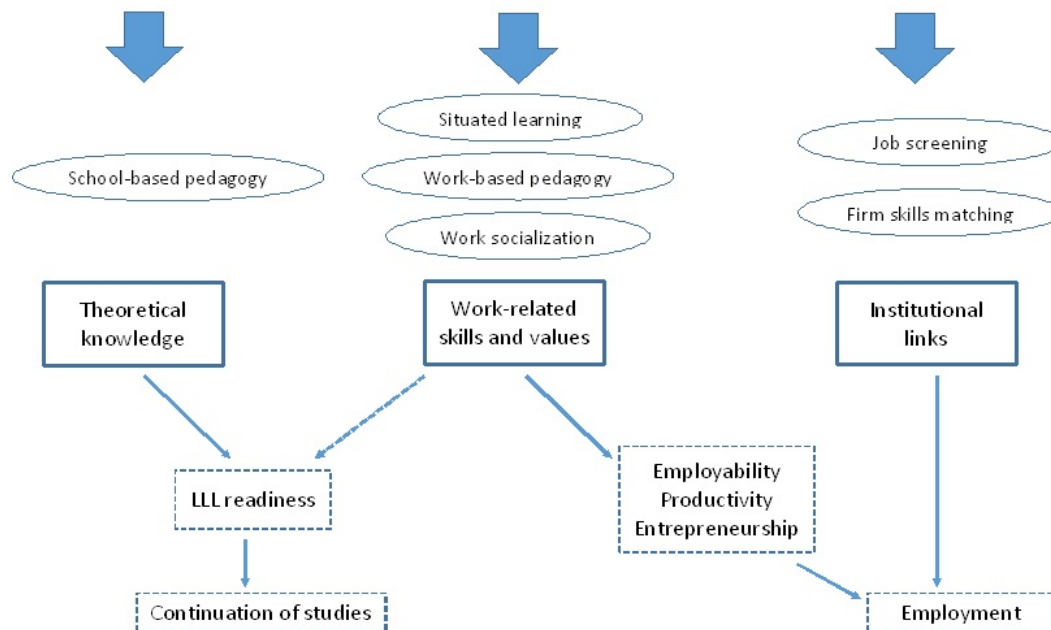 Situated learning
Job screening
School-based pedagogy
Work-based pedagogy
Firm skills matching
Work socialization
Theoretical
knowledge
Work-related
skills and values
Institutional
links
LLL readiness
Employability
Productivity
Entrepreneurship
Continuation of studies
Employment